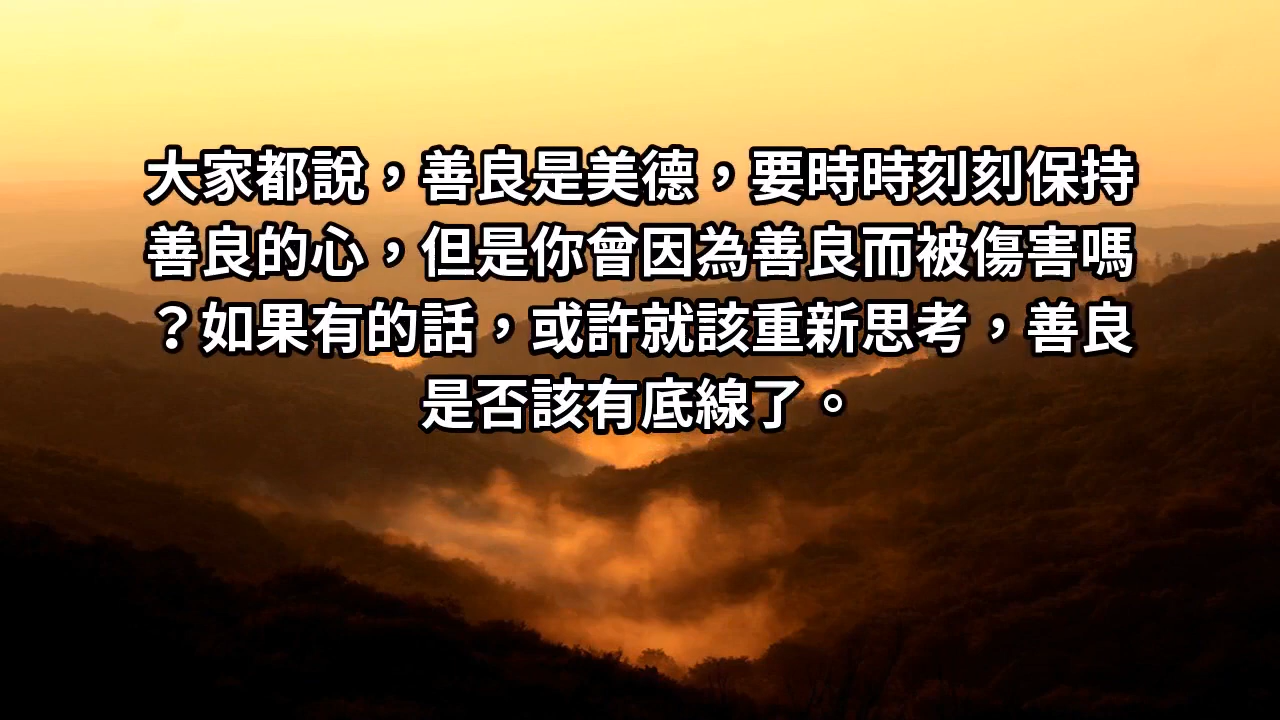 大家都說，善良是美德，要時時刻刻保持
善良的心，但是你曾因為善良而被傷害嗎
？如果有的話，或許就該重新思考，善良
是否該有底線了。